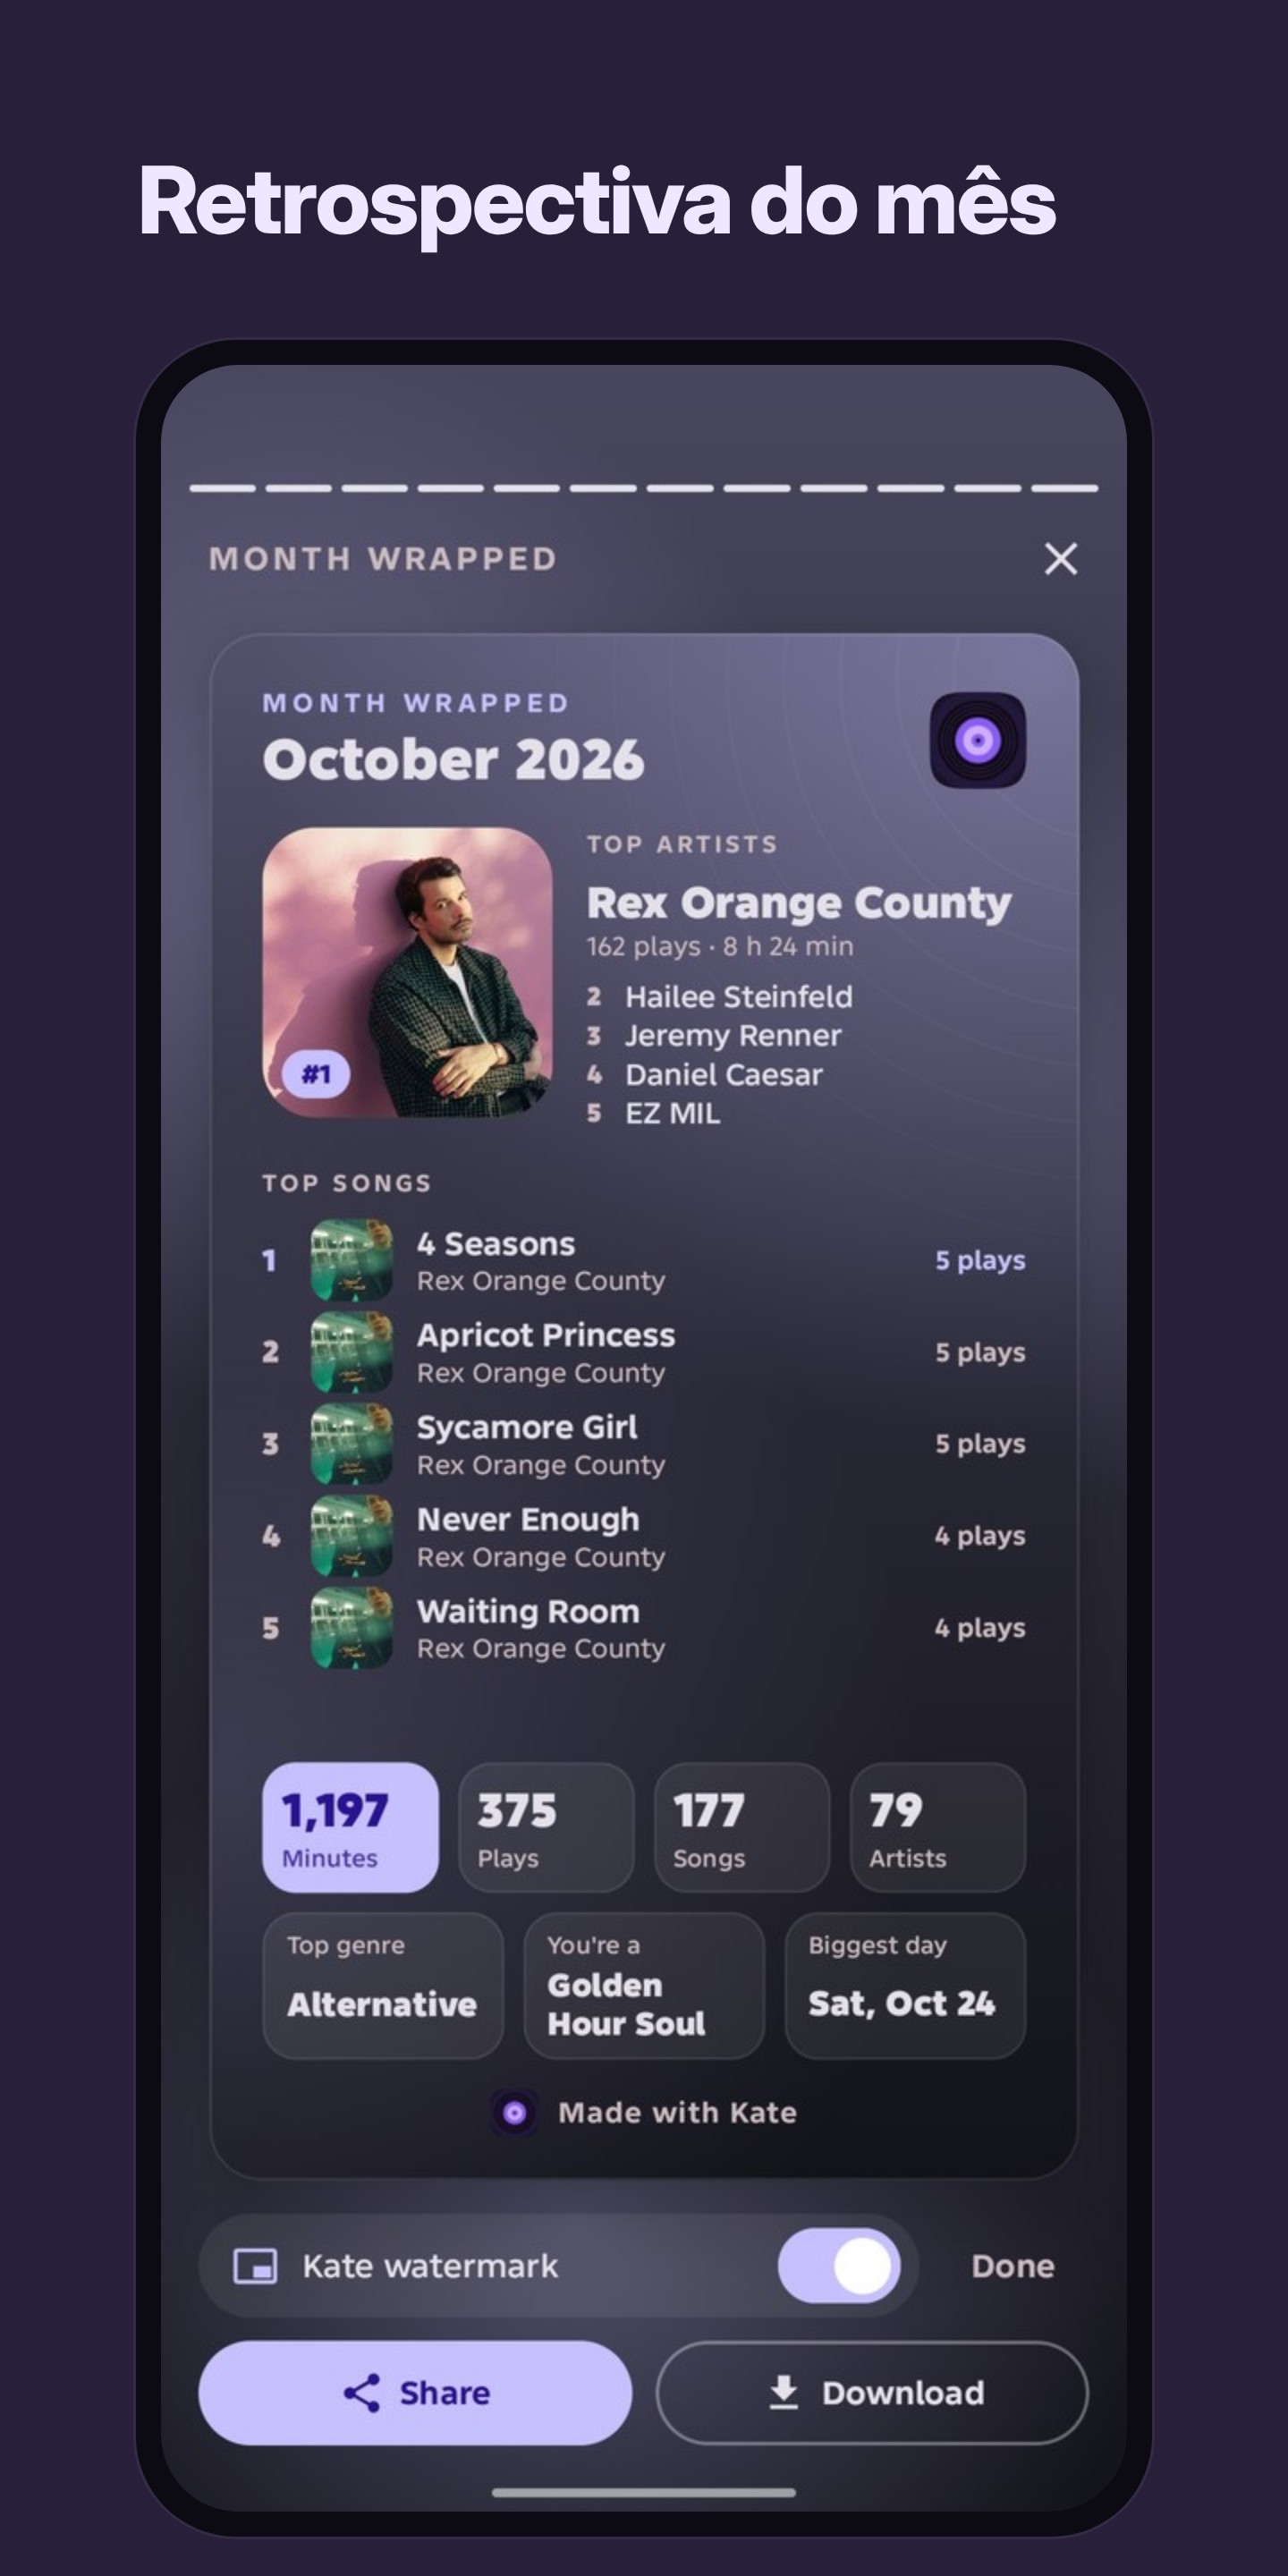 Retrospectiva do mês
MONTH WRAPPED
MONTH WRAPPED
October 2026
TOP ARTISTS
Rex Orange County
162 plays · 8 h 24 min
2 Hailee Steinfeld
3 Jeremy Renner
4 Daniel Caesar
5 EZ MIL
#1
TOP SONGS
1 4 Seasons 5 plays
Rex Orange County
2 Apricot Princess 5 plays
Rex Orange County
3 Sycamore Girl 5 plays
Rex Orange County
4 Never Enough 4 plays
Rex Orange County
5 Waiting Room 4 plays
Rex Orange County
1,197 375 177 79
Minutes Plays Songs Artists
Top genre
Alternative
You're a
Golden
Hour Soul
Biggest day
Sat, Oct 24
Made with Kate
Kate watermark Done
Share Download